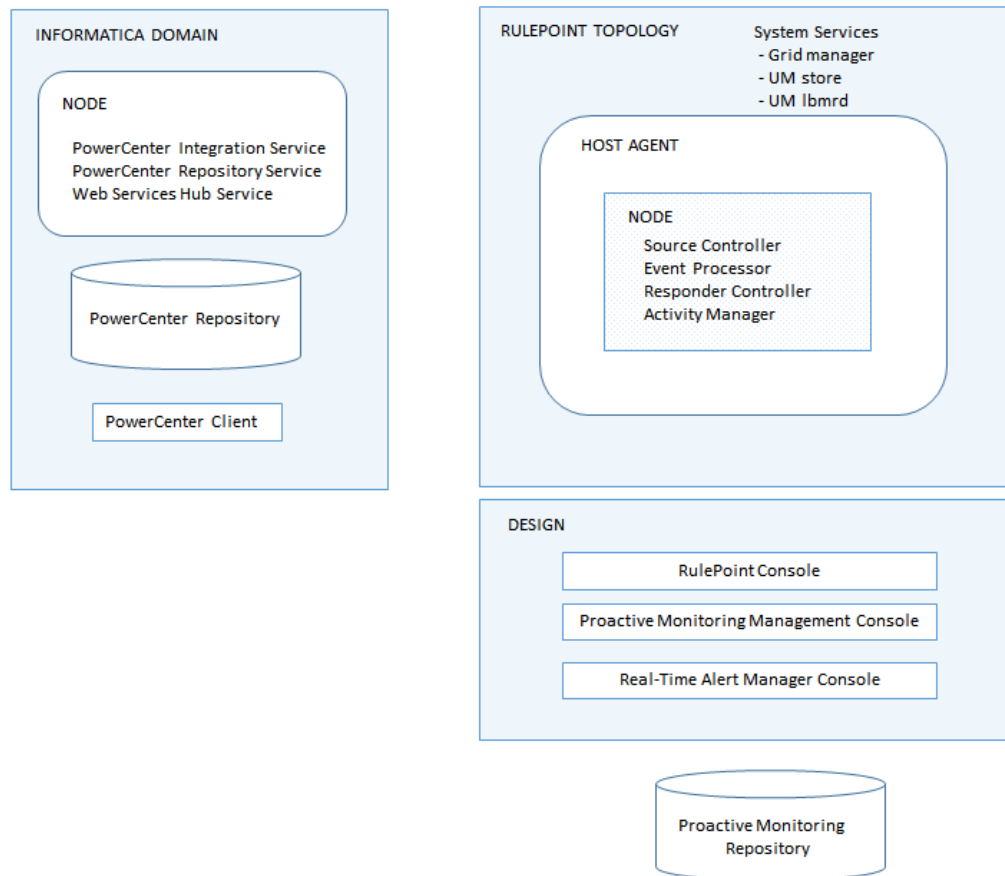 INFORMATICA DOMAIN
NODE
PowerCenter Integration Service
PowerCenter Repository Service
Web Services Hub Service
PowerCenter Repository
PowerCenter Client
RULEPOINT TOPOLOGY
System Services
- Grid manager
- UM store
- UM lbmrd
HOST AGENT
NODE
Source Controller
Event Processor
Responder Controller
Activity Manager
DESIGN
RulePoint Console
Proactive Monitoring Management Console
Real-Time Alert Manager Console
Proactive Monitoring
Repository